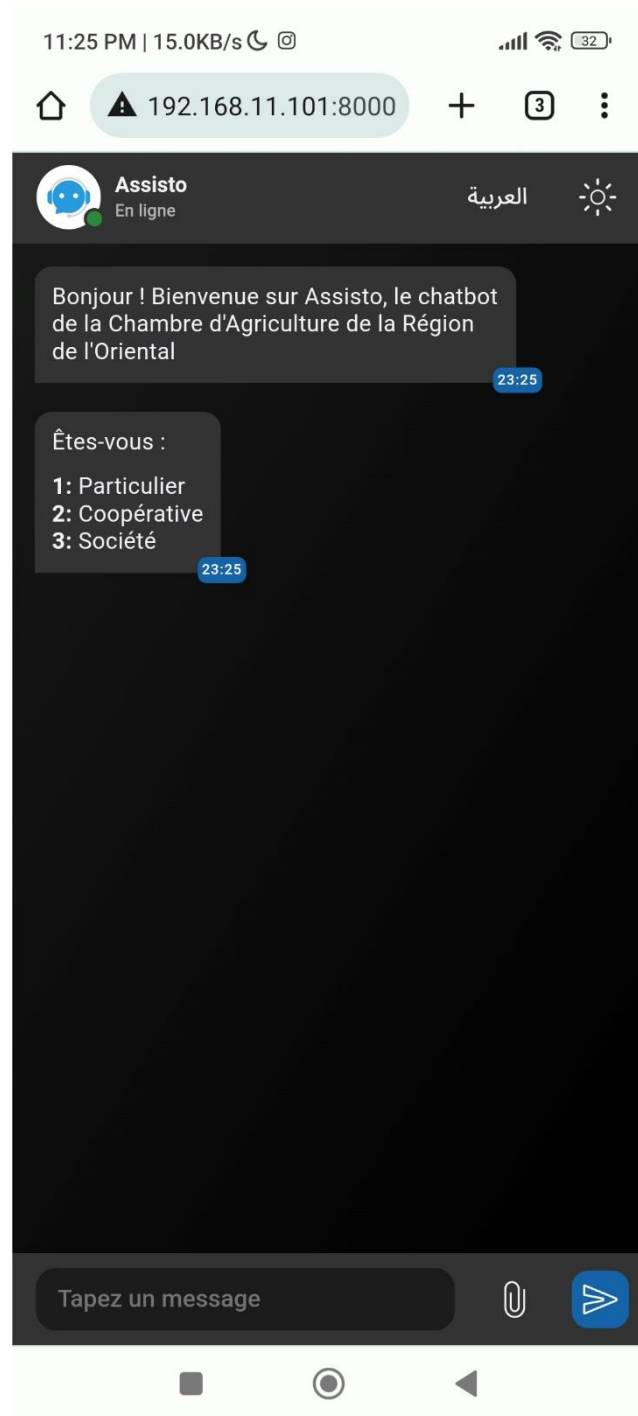 11:25 PM | 15.0KB/s
32
192.168.11.101:8000
3
Assisto
En ligne
العربية
Bonjour ! Bienvenue sur Assisto, le chatbot
de la Chambre d'Agriculture de la Région
de l'Oriental
23:25
Êtes-vous :
1: Particulier
2: Coopérative
3: Société
23:25
Tapez un message